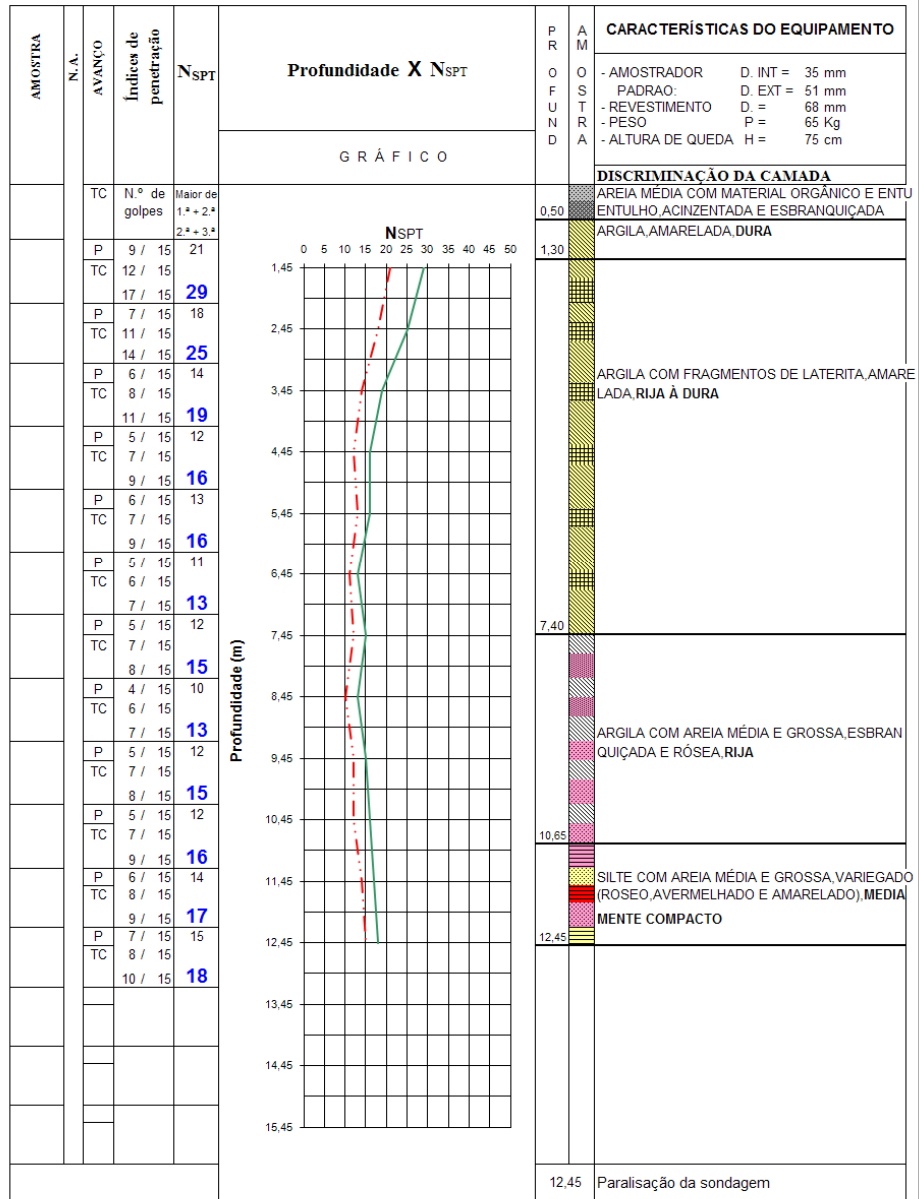 AMOSTRA
N.A.
AVANÇO
Índices de penetração
NSPT
Profundidade X NSPT
GRÁFICO
PROFUND
AMOSTRA
CARACTERÍSTICAS DO EQUIPAMENTO
- AMOSTRADOR D. INT = 35 mm
PADRAO: D. EXT = 51 mm
- REVESTIMENTO D. = 68 mm
- PESO P = 65 Kg
- ALTURA DE QUEDA H = 75 cm
DISCRIMINAÇÃO DA CAMADA
TC N.º de Maior de
golpes 1.ª + 2.ª
2.ª + 3.ª
P 9 / 15 21
TC 12 / 15
17 / 15 29
P 7 / 15 18
TC 11 / 15
14 / 15 25
P 6 / 15 14
TC 8 / 15
11 / 15 19
P 5 / 15 12
TC 7 / 15
9 / 15 16
P 6 / 15 13
TC 7 / 15
9 / 15 16
P 5 / 15 11
TC 6 / 15
7 / 15 13
P 5 / 15 12
TC 7 / 15
8 / 15 15
P 4 / 15 10
TC 6 / 15
7 / 15 13
P 5 / 15 12
TC 7 / 15
8 / 15 15
P 5 / 15 12
TC 7 / 15
9 / 15 16
P 6 / 15 14
TC 8 / 15
9 / 15 17
P 7 / 15 15
TC 8 / 15
10 / 15 18
NSPT
0 5 10 15 20 25 30 35 40 45 50
Profundidade (m)
1,45
2,45
3,45
4,45
5,45
6,45
7,45
8,45
9,45
10,45
11,45
12,45
13,45
14,45
15,45
AREIA MÉDIA COM MATERIAL ORGÂNICO E ENTU
0,50 ENTULHO,ACINZENTADA E ESBRANQUIÇADA
ARGILA,AMARELADA,DURA
1,30
ARGILA COM FRAGMENTOS DE LATERITA,AMARE
LADA,RIJA À DURA
7,40
ARGILA COM AREIA MÉDIA E GROSSA,ESBRAN
QUIÇADA E RÓSEA,RIJA
10,65
SILTE COM AREIA MÉDIA E GROSSA,VARIEGADO
(ROSEO,AVERMELHADO E AMARELADO),MEDIA
MENTE COMPACTO
12,45
12,45 Paralisação da sondagem